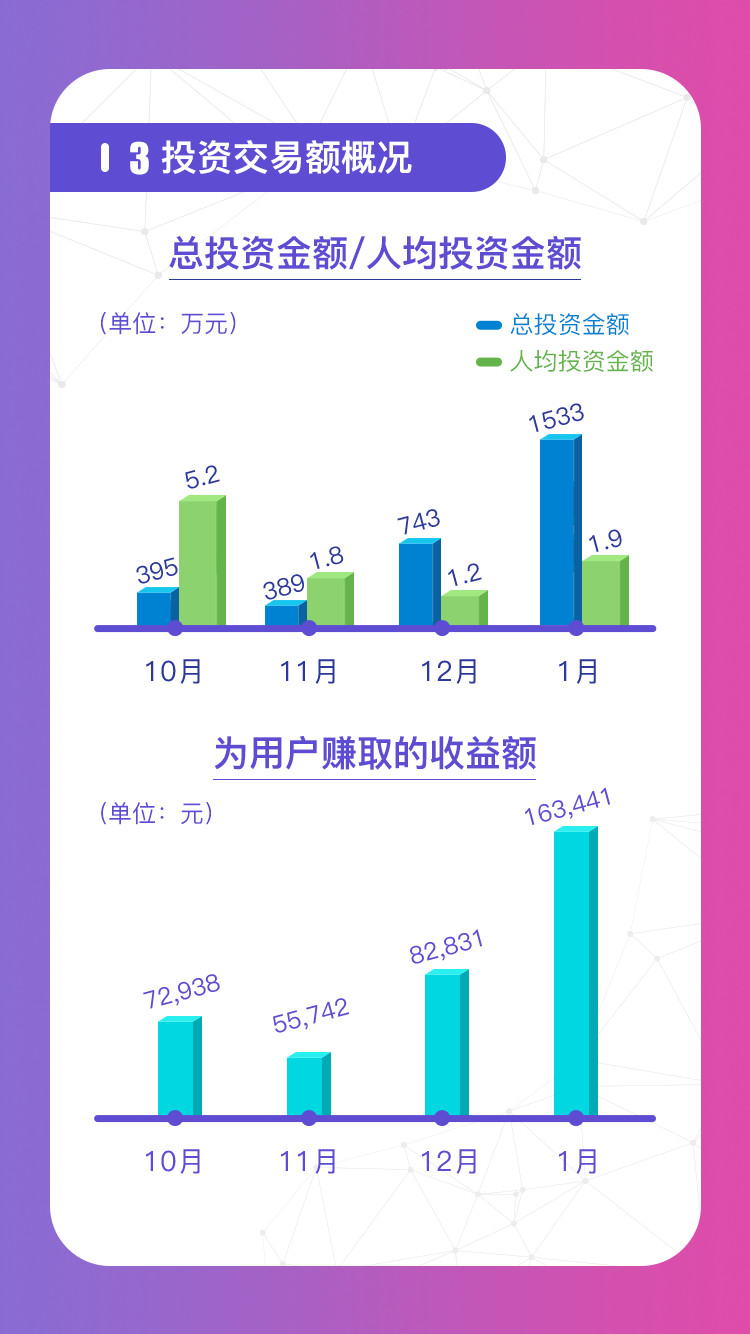 3 投资交易额概况
总投资金额/人均投资金额
（单位：万元）
总投资金额
人均投资金额
395
5.2
389
1.8
743
1.2
1533
1.9
10月 11月 12月 1月
为用户赚取的收益额
（单位：元）
72,938
55,742
82,831
163,441
10月 11月 12月 1月